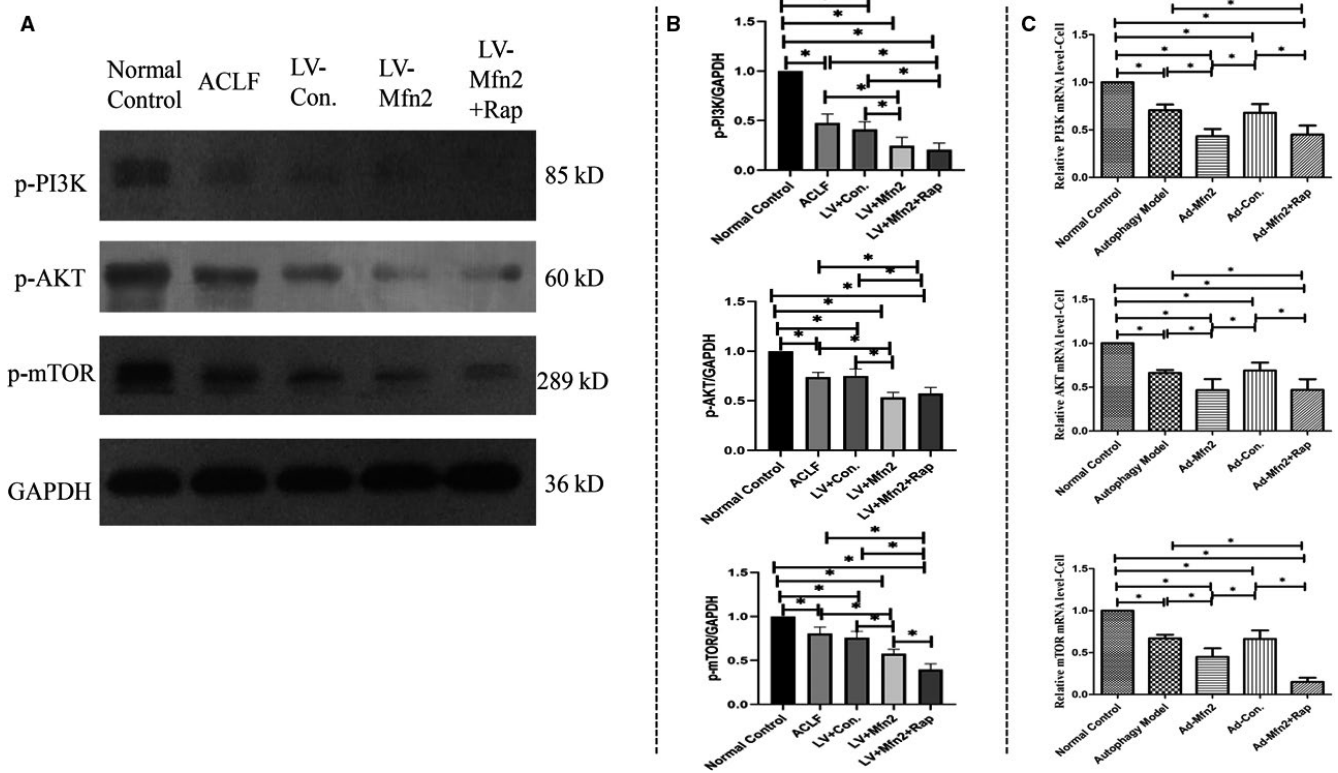 A
Normal
Control
ACLF
LV-
Con.
LV-
Mfn2
LV-
Mfn2
+Rap
p-PI3K
85 kD
p-AKT
60 kD
p-mTOR
289 kD
GAPDH
36 kD
B
p-PI3K/GAPDH
1.5
1.0
0.5
0.0
* * * * * * * * *
Normal Control
ACLF
LV+Con.
LV+Mfn2
LV+Mfn2+Rap
p-AKT/GAPDH
1.5
1.0
0.5
0.0
* * * * * * * *
Normal Control
ACLF
LV+Con.
LV+Mfn2
LV+Mfn2+Rap
p-mTOR/GAPDH
1.5
1.0
0.5
0.0
* * * * * * * * *
Normal Control
ACLF
LV+Con.
LV+Mfn2
LV+Mfn2+Rap
C
Relative PI3K mRNA level-Cell
1.5
1.0
0.5
0.0
* * * * * * * *
Normal Control
Autophagy Model
Ad-Mfn2
Ad-Con.
Ad-Mfn2+Rap
Relative AKT mRNA level-Cell
1.5
1.0
0.5
0.0
* * * * * * * *
Normal Control
Autophagy Model
Ad-Mfn2
Ad-Con.
Ad-Mfn2+Rap
Relative mTOR mRNA level-Cell
1.5
1.0
0.5
0.0
* * * * * * * *
Normal Control
Autophagy Model
Ad-Mfn2
Ad-Con.
Ad-Mfn2+Rap